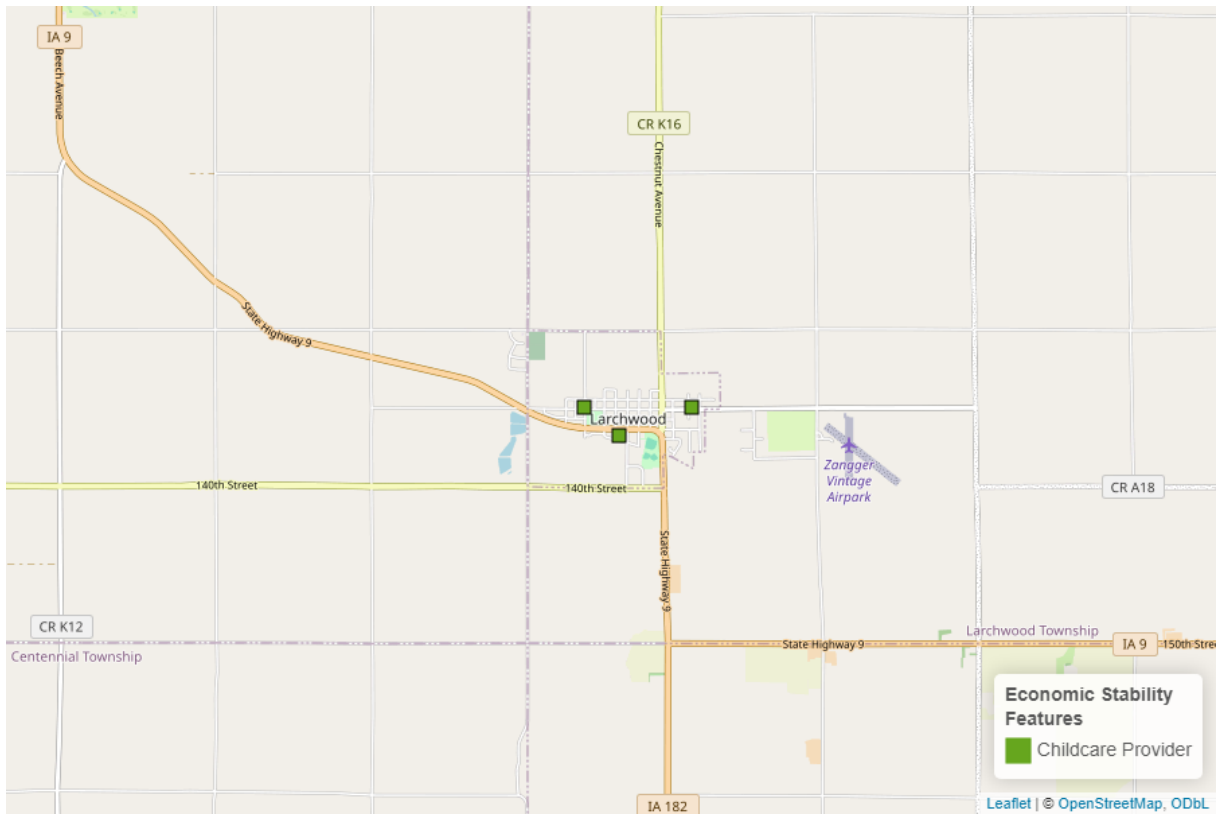 IA 9
Beech Avenue
CR K16
Chestnut Avenue
State Highway 9
Larchwood
Zangger
Vintage
Airpark
140th Street
140th Street
CR A18
State Highway 9
CR K12
Centennial Township
Larchwood Township
State Highway 9
IA 9
150th Stree
Economic Stability
Features
Childcare Provider
IA 182
Leaflet | © OpenStreetMap, ODbL